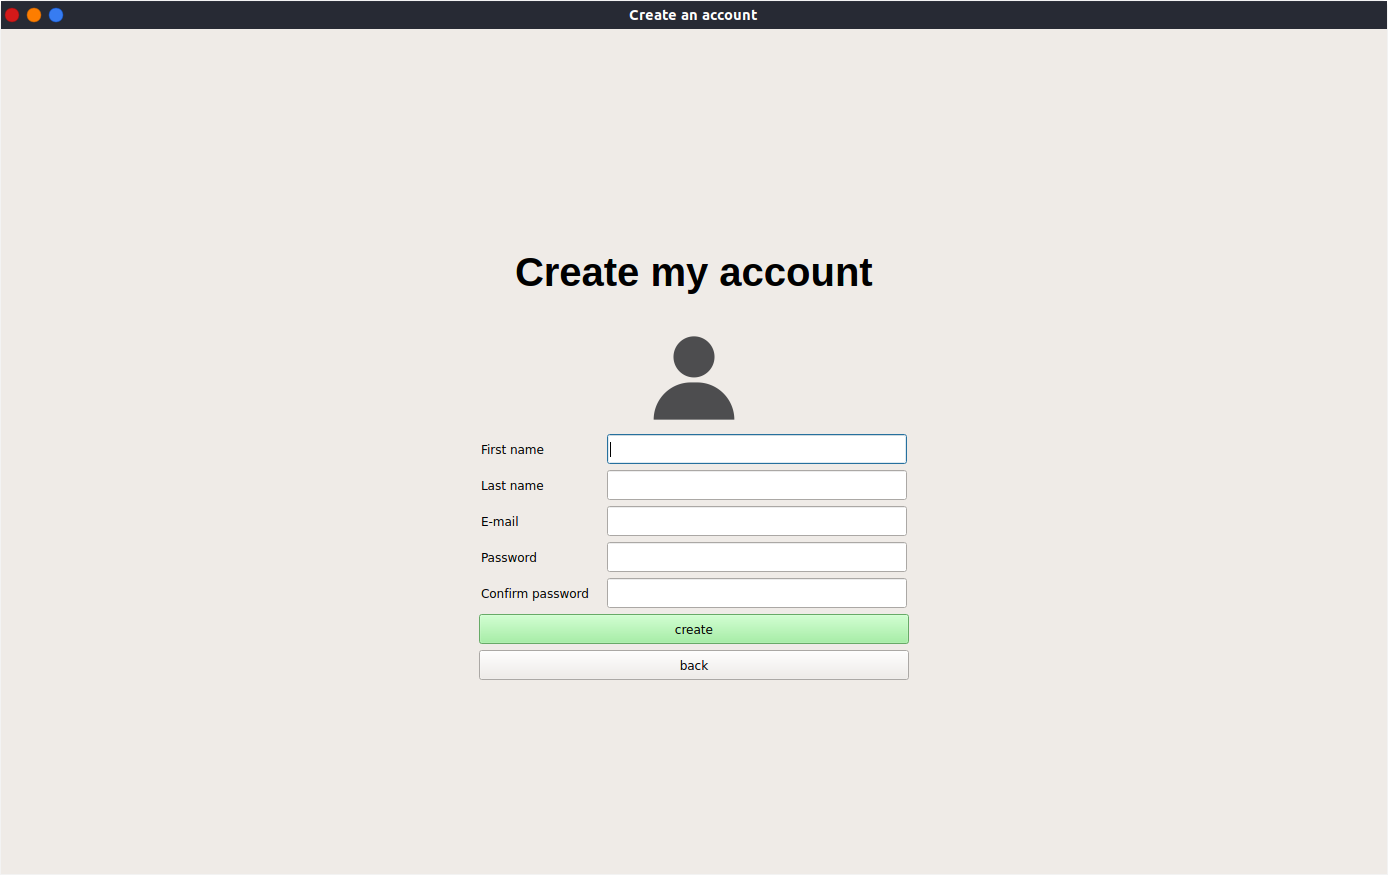 Create an account
Create my account
First name
Last name
E-mail
Password
Confirm password
create
back